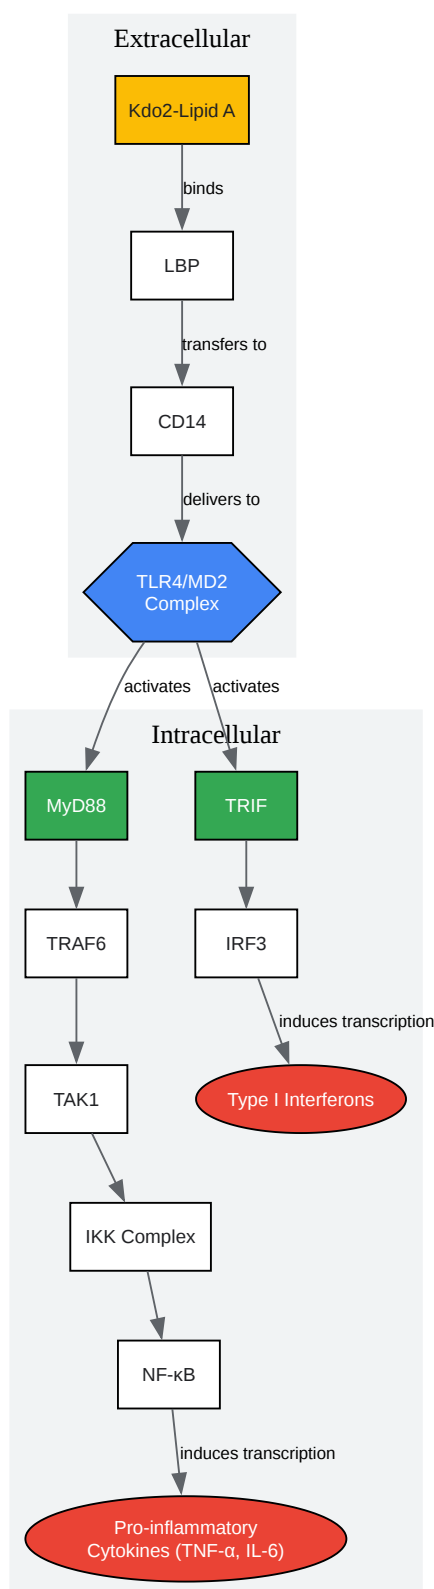 Extracellular
Kdo2-Lipid A
binds
LBP
transfers to
CD14
delivers to
TLR4/MD2
Complex
activates
activates
Intracellular
MyD88
TRIF
TRAF6
IRF3
induces transcription
TAK1
Type I Interferons
IKK Complex
NF-κB
induces transcription
Pro-inflammatory
Cytokines (TNF-α, IL-6)